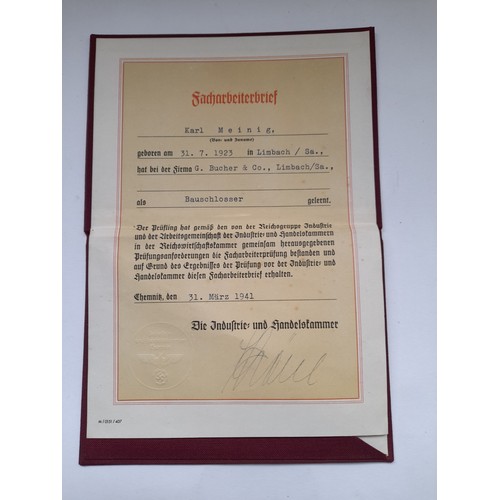 Facharbeiterbrief
Karl Meinig,
(Vor- und Zuname)
geboren am 31. 7. 1923 in Limbach / Sa.,
hat bei der Firma G. Bucher & Co., Limbach/Sa.,
als Bauschlosser gelernt.
Der Prüfling hat gemäß den von der Reichsgruppe Industrie
und der Arbeitsgemeinschaft der Industrie- und Handelskammern
in der Reichswirtschaftskammer gemeinsam herausgegebenen
Prüfungsanforderungen die Facharbeiterprüfung bestanden und
auf Grund des Ergebnisses der Prüfung vor der Industrie- und
Handelskammer diesen Facharbeiterbrief erhalten.
Chemnitz, den 31. März 1941
Die Industrie- und Handelskammer